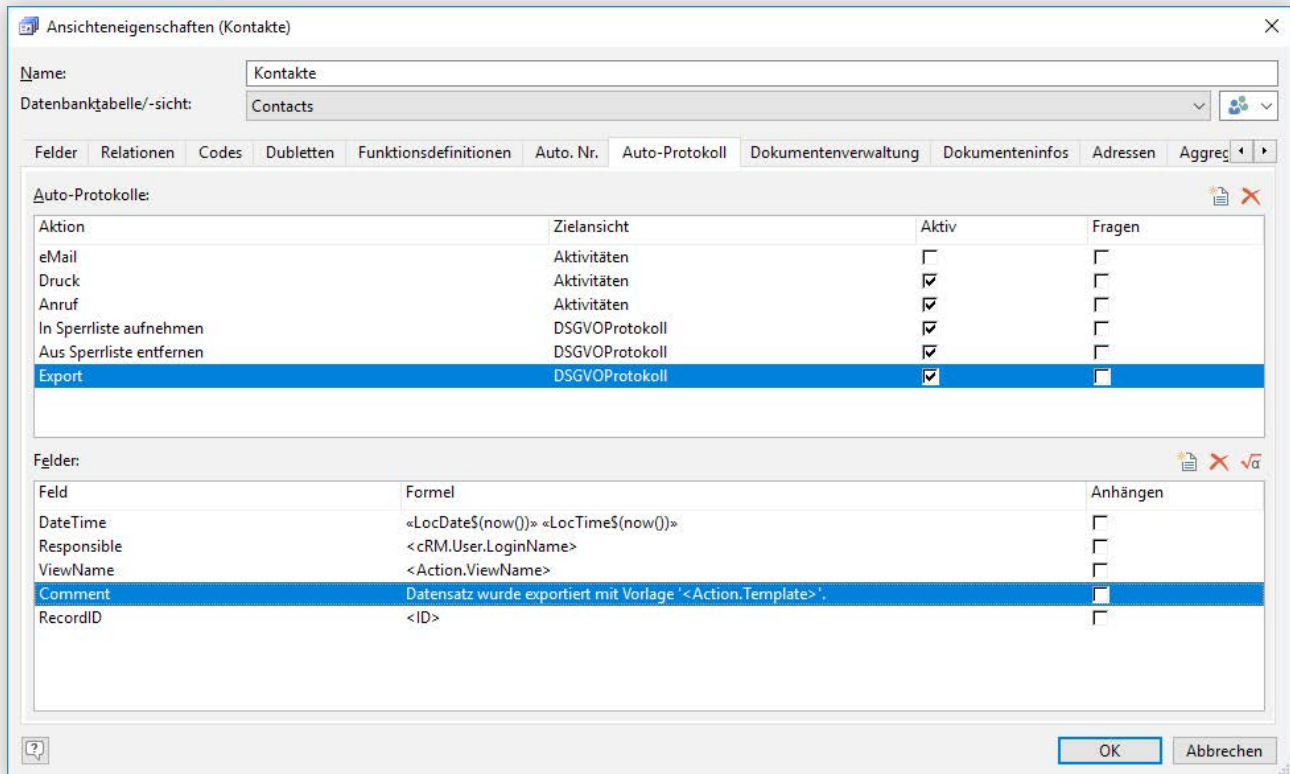 Ansichteneigenschaften (Kontakte)
Name: Kontakte
Datenbanktabelle/-sicht: Contacts
Felder Relationen Codes Dubletten Funktionsdefinitionen Auto. Nr. Auto-Protokoll Dokumentenverwaltung Dokumenteninfos Adressen Aggreg
Auto-Protokolle:
Aktion Zielansicht Aktiv Fragen
eMail Aktivitäten
Druck Aktivitäten
Anruf Aktivitäten
In Sperrliste aufnehmen DSGVOProtokoll
Aus Sperrliste entfernen DSGVOProtokoll
Export DSGVOProtokoll
Felder:
Feld Formel Anhängen
DateTime «LocDate$(now())» «LocTime$(now())»
Responsible <cRM.User.LoginName>
ViewName <Action.ViewName>
Comment Datensatz wurde exportiert mit Vorlage '<Action.Template>'.
RecordID <ID>
OK Abbrechen